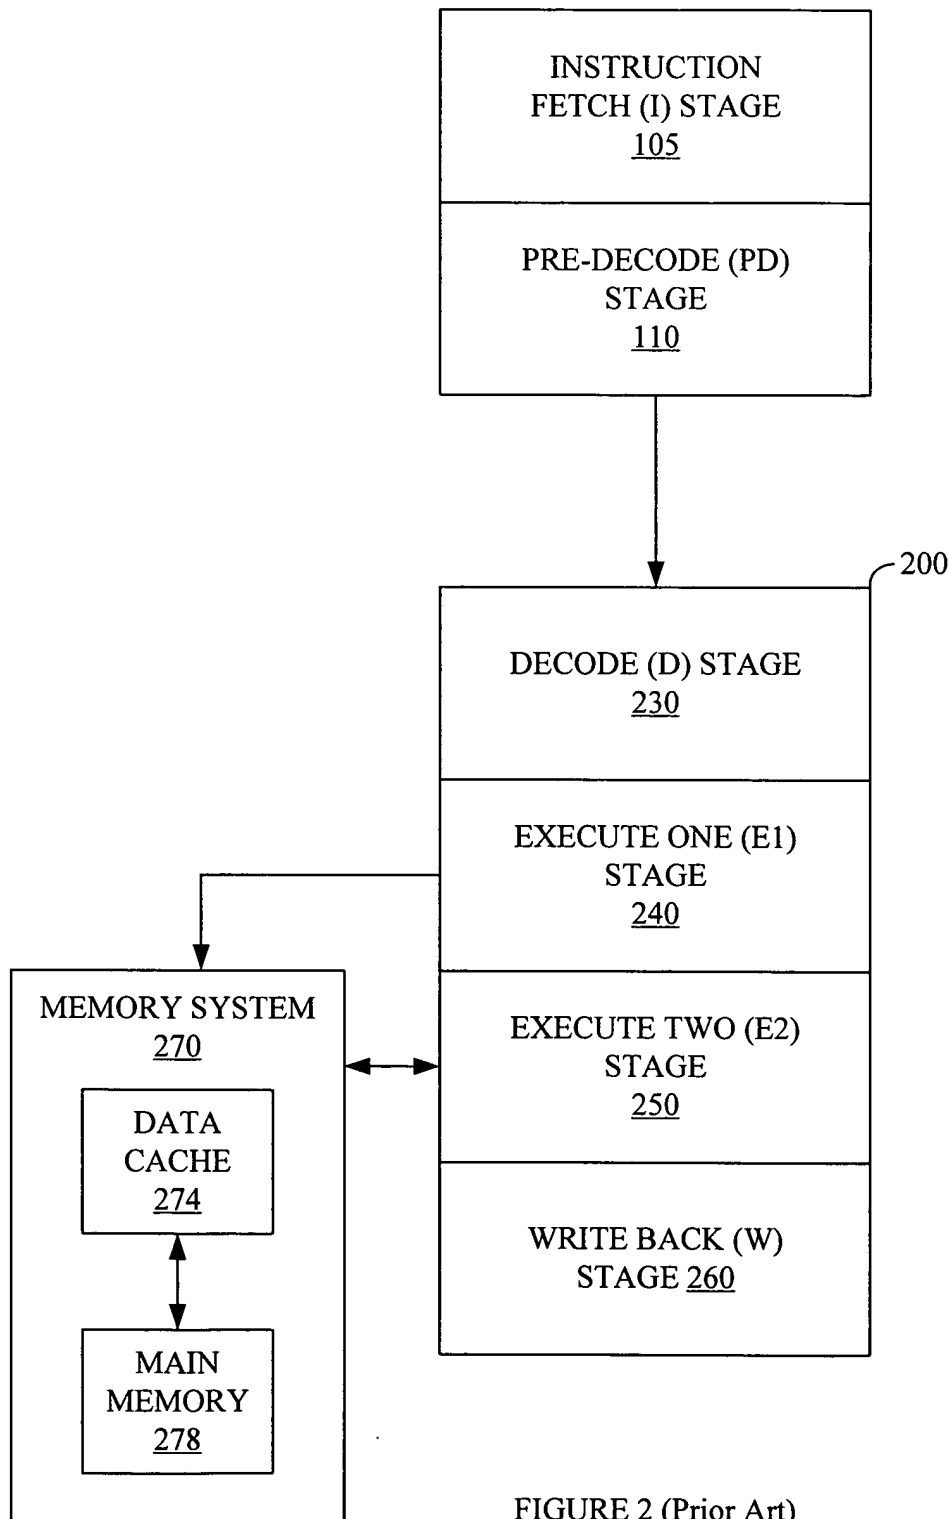 INSTRUCTION
FETCH (I) STAGE
105
PRE-DECODE (PD)
STAGE
110
200
DECODE (D) STAGE
230
EXECUTE ONE (E1)
STAGE
240
MEMORY SYSTEM
270
EXECUTE TWO (E2)
STAGE
250
DATA
CACHE
274
WRITE BACK (W)
STAGE 260
MAIN
MEMORY
278
FIGURE 2 (Prior Art)